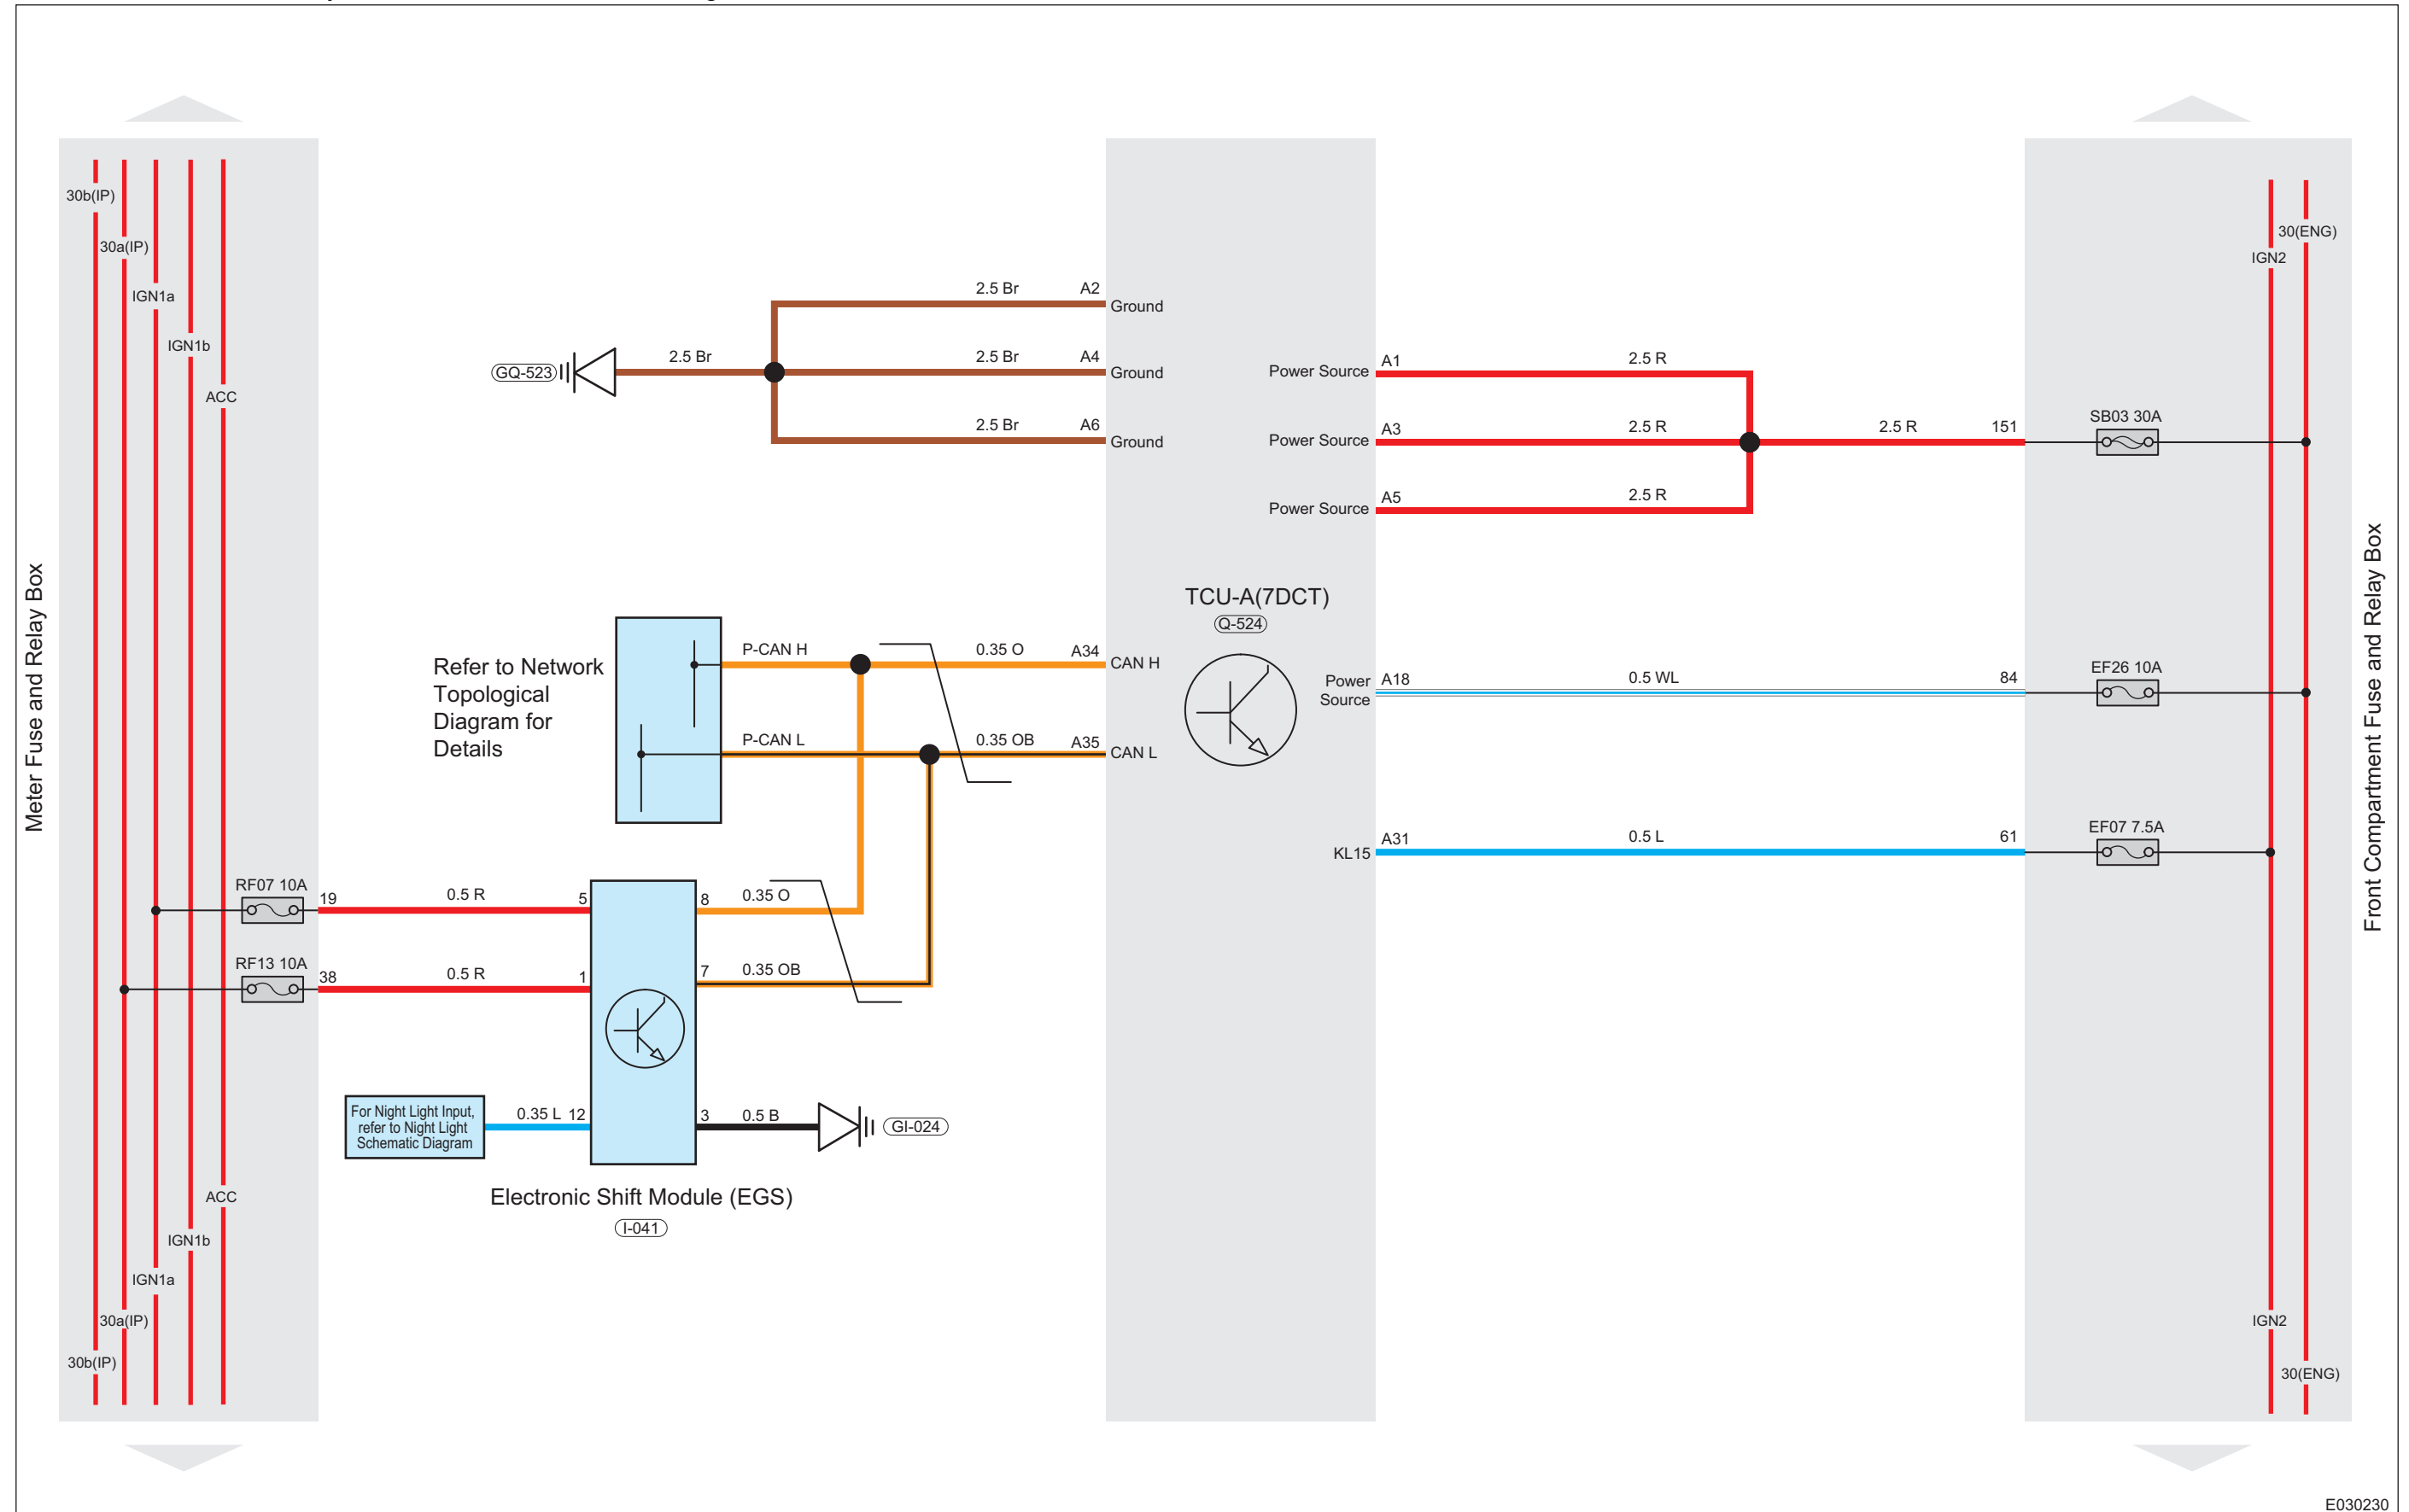 30b(IP)
30a(IP)
IGN1a
IGN1b
ACC
Meter Fuse and Relay Box
RF07 10A
19
0.5 R
5
RF13 10A
38
0.5 R
1
ACC
IGN1b
IGN1a
30a(IP)
30b(IP)
GQ-523
2.5 Br
2.5 Br
A2
Ground
2.5 Br
A4
Ground
2.5 Br
A6
Ground
Refer to Network
Topological
Diagram for
Details
P-CAN H
0.35 O
A34
CAN H
P-CAN L
0.35 OB
A35
CAN L
8
0.35 O
7
0.35 OB
For Night Light Input,
refer to Night Light
Schematic Diagram
0.35 L
12
3
0.5 B
GI-024
Electronic Shift Module (EGS)
I-041
TCU-A(7DCT)
Q-524
Power Source
A1
2.5 R
Power Source
A3
2.5 R
2.5 R
151
SB03 30A
Power Source
A5
2.5 R
Power
Source
A18
0.5 WL
84
EF26 10A
KL15
A31
0.5 L
61
EF07 7.5A
30(ENG)
IGN2
Front Compartment Fuse and Relay Box
IGN2
30(ENG)
E030230